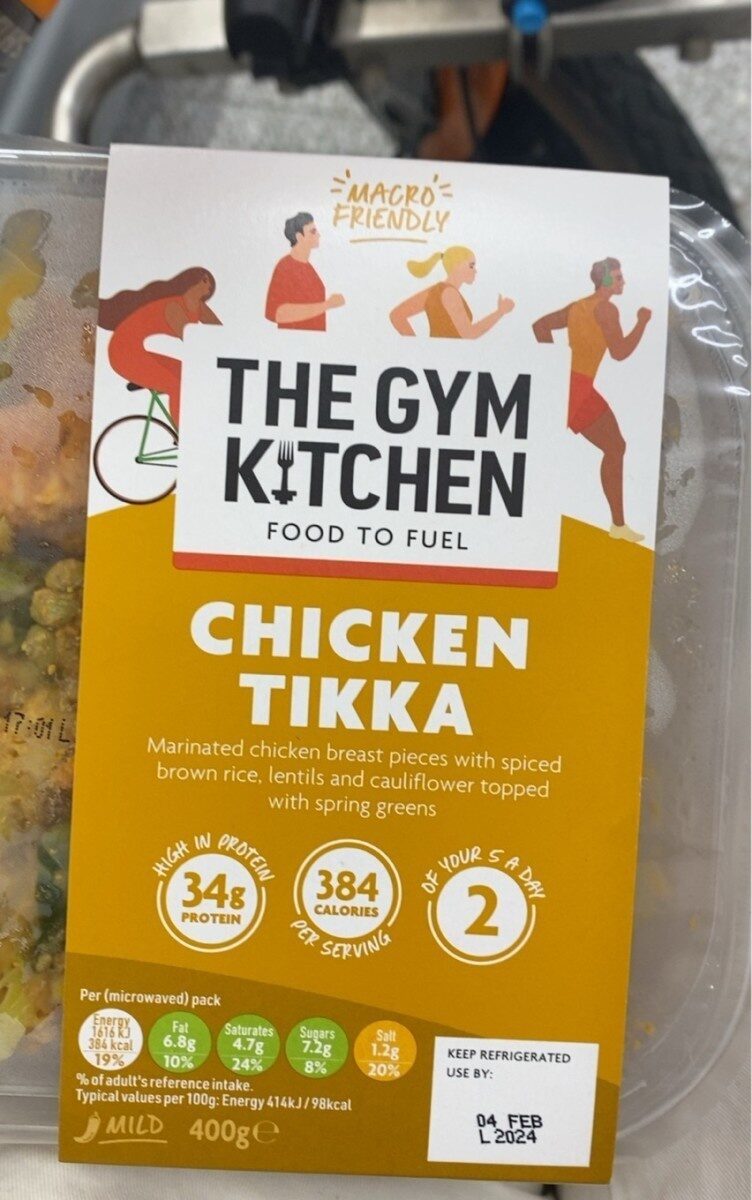 MACRO
FRIENDLY
THE GYM
KITCHEN
FOOD TO FUEL
CHICKEN
TIKKA
Marinated chicken breast pieces with spiced
brown rice, lentils and cauliflower topped
with spring greens
HIGH IN PROTEIN
34g
PROTEIN
384
CALORIES
PER SERVING
OF YOUR 5 A DAY
2
Per (microwaved) pack
Energy
1616 KJ
384 kcal
19%
Fat
6.8g
10%
Saturates
4.7g
24%
Sugars
7.2g
8%
Salt
1.2g
20%
% of adult's reference intake.
Typical values per 100g: Energy 414kJ / 98kcal
MILD 400g℮
KEEP REFRIGERATED
USE BY:
04 FEB
L 2024
17:01 L